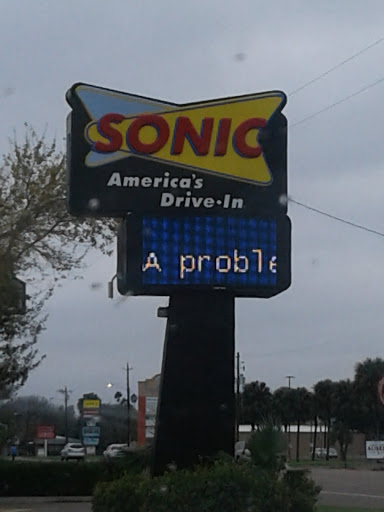 SONIC
America's
Drive-In
A proble